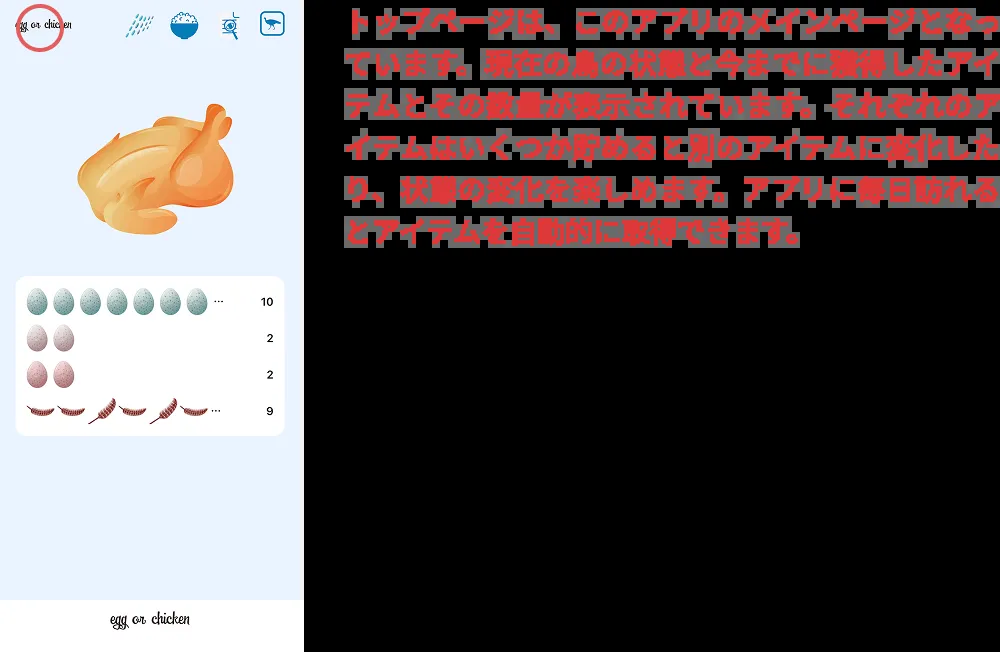 egg or chicken
10
2
2
9
egg or chicken
トップページは、このアプリのメインページとなっ
ています。現在の鳥の状態と今までに獲得したアイ
テムとその数量が表示されています。それぞれのア
イテムはいくつか貯めると別のアイテムに変化した
り、状態の変化を楽しめます。アプリに毎日訪れる
とアイテムを自動的に取得できます。